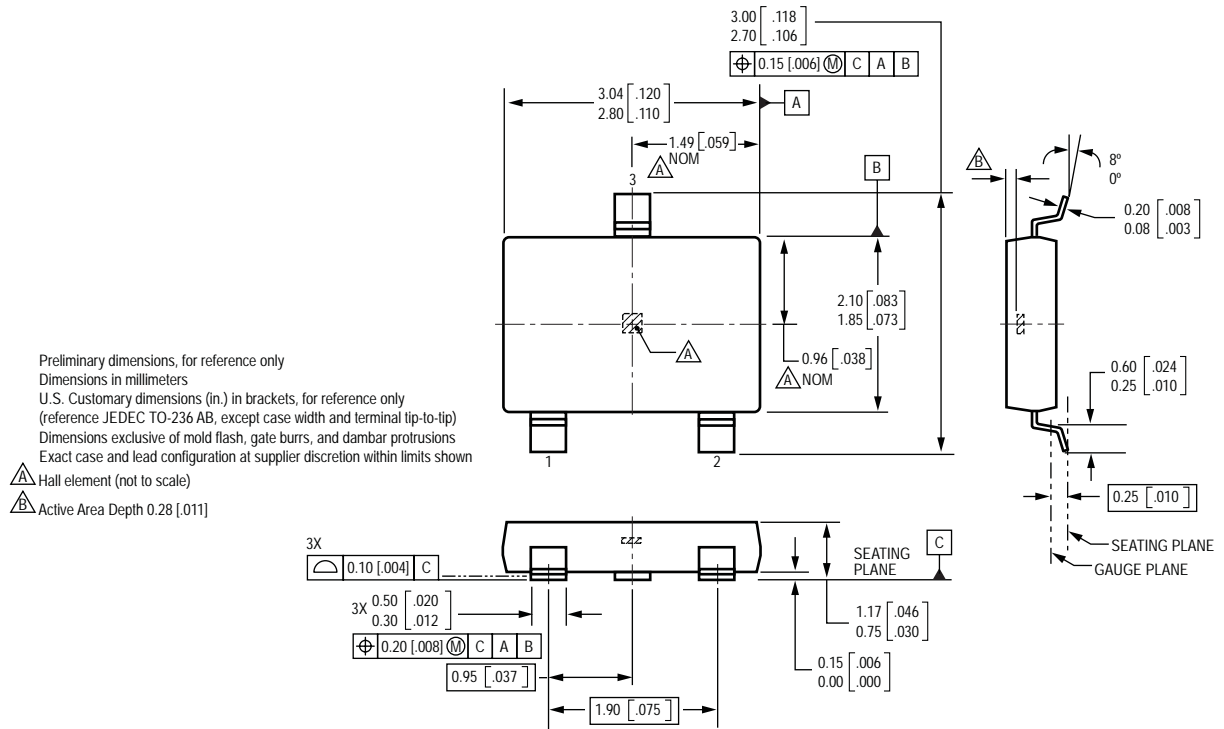 3.00 [.118
2.70 .106]
⌖ 0.15 [.006] Ⓜ C A B
3.04 [.120
2.80 .110]
A
1.49 [.059]
A NOM
3
B
B
8º
0º
0.20 [.008
0.08 .003]
2.10 [.083
1.85 .073]
A
0.96 [.038]
A NOM
0.60 [.024
0.25 .010]
1
2
0.25 [.010]
SEATING PLANE
GAUGE PLANE
Preliminary dimensions, for reference only
Dimensions in millimeters
U.S. Customary dimensions (in.) in brackets, for reference only
(reference JEDEC TO-236 AB, except case width and terminal tip-to-tip)
Dimensions exclusive of mold flash, gate burrs, and dambar protrusions
Exact case and lead configuration at supplier discretion within limits shown
A Hall element (not to scale)
B Active Area Depth 0.28 [.011]
3X
⌓ 0.10 [.004] C
SEATING
PLANE
C
3X 0.50 [.020
0.30 .012]
⌖ 0.20 [.008] Ⓜ C A B
1.17 [.046
0.75 .030]
0.15 [.006
0.00 .000]
0.95 [.037]
1.90 [.075]